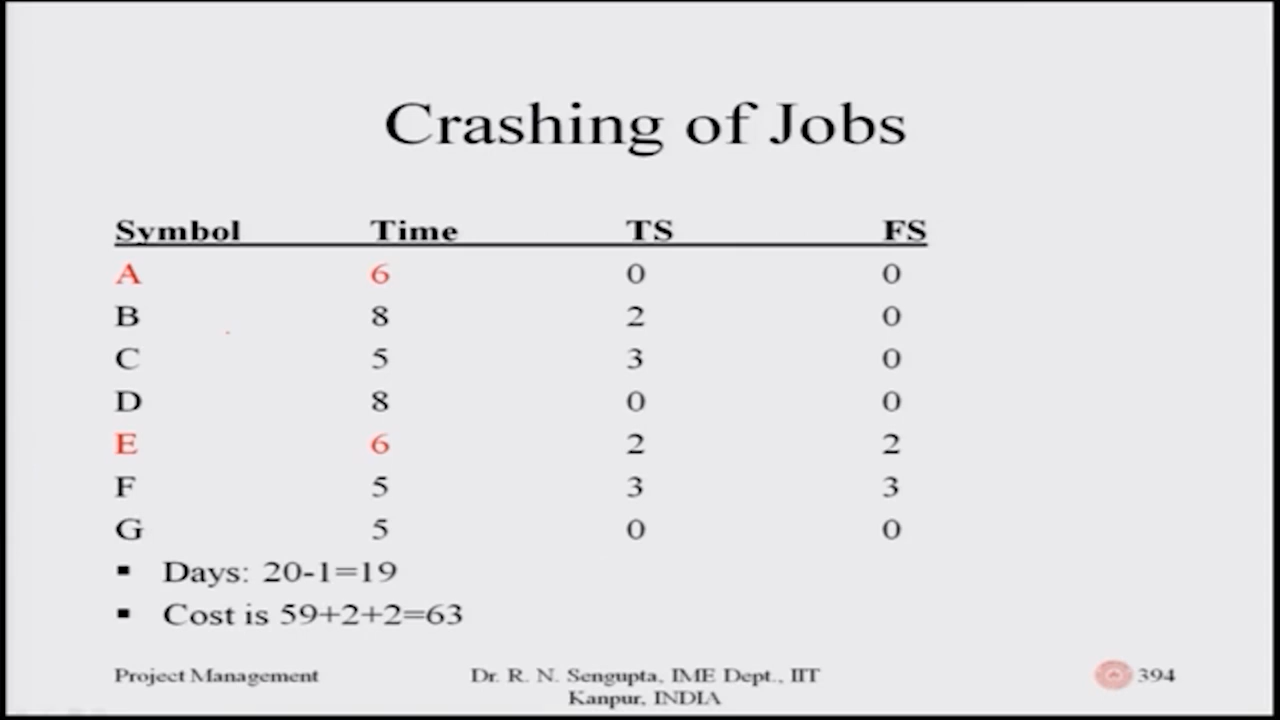 Crashing of Jobs
Symbol Time TS FS
A 6 0 0
B 8 2 0
C 5 3 0
D 8 0 0
E 6 2 2
F 5 3 3
G 5 0 0
▪ Days: 20-1=19
▪ Cost is 59+2+2=63
Project Management Dr. R. N. Sengupta, IME Dept., IIT 394
Kanpur, INDIA